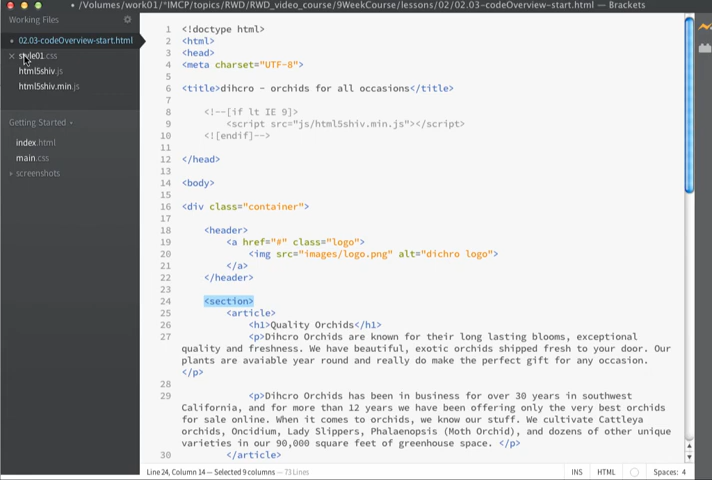 /Volumes/work01/*IMCP/topics/RWD/RWD_video_course/9WeekCourse/lessons/02/02.03-codeOverview-start.html — Brackets
Working Files
02.03-codeOverview-start.html
style01.css
html5shiv.js
html5shiv.min.js
Getting Started
index.html
main.css
screenshots
1 <!doctype html>
2 <html>
3 <head>
4 <meta charset="UTF-8">
5
6 <title>dihcro - orchids for all occasions</title>
7
8 <!--[if lt IE 9]>
9 <script src="js/html5shiv.min.js"></script>
10 <![endif]-->
11
12 </head>
13
14 <body>
15
16 <div class="container">
17
18 <header>
19 <a href="#" class="logo">
20 <img src="images/logo.png" alt="dichro logo">
21 </a>
22 </header>
23
24 <section>
25 <article>
26 <h1>Quality Orchids</h1>
27 <p>Dihcro Orchids are known for their long lasting blooms, exceptional
quality and freshness. We have beautiful, exotic orchids shipped fresh to your door. Our
plants are avaiable year round and really do make the perfect gift for any occasion.
</p>
28
29 <p>Dihcro Orchids has been in business for over 30 years in southwest
California, and for more than 12 years we have been offering only the very best orchids
for sale online. When it comes to orchids, we know our stuff. We cultivate Cattleya
orchids, Oncidium, Lady Slippers, Phalaenopsis (Moth Orchid), and dozens of other unique
varieties in our 90,000 square feet of greenhouse space. </p>
30 </article>
Line 24, Column 14 — Selected 9 columns — 73 Lines INS HTML Spaces: 4